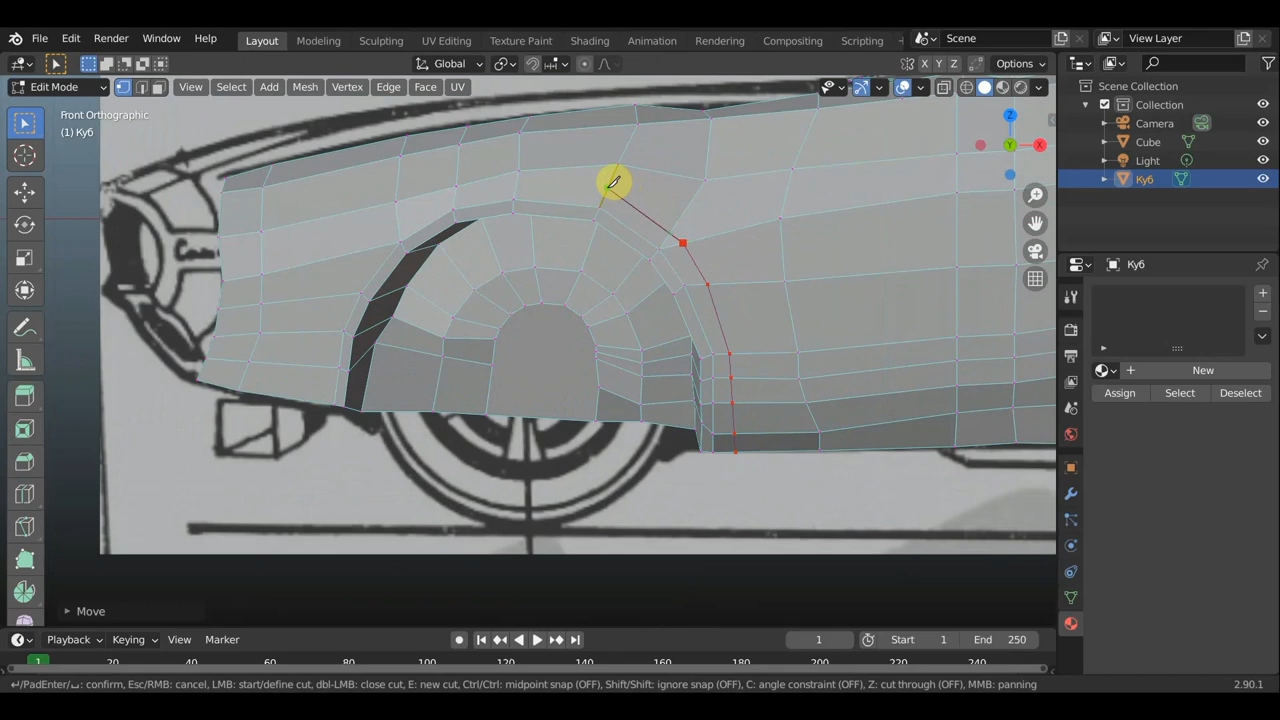 File Edit Render Window Help Layout Modeling Sculpting UV Editing Texture Paint Shading Animation Rendering Compositing Scripting + Scene View Layer
Global X Y Z Options
Edit Mode View Select Add Mesh Vertex Edge Face UV
Front Orthographic
(1) Куб
Z
Y X
Scene Collection
Collection
Camera
Cube
Light
Куб
Куб
+ New
Assign Select Deselect
Move
Playback Keying View Marker 1 Start 1 End 250
1 20 40 60 80 100 120 140 160 180 200 220 240
↵/PadEnter/␣: confirm, Esc/RMB: cancel, LMB: start/define cut, dbl-LMB: close cut, E: new cut, Ctrl/Ctrl: midpoint snap (OFF), Shift/Shift: ignore snap (OFF), C: angle constraint (OFF), Z: cut through (OFF), MMB: panning 2.90.1